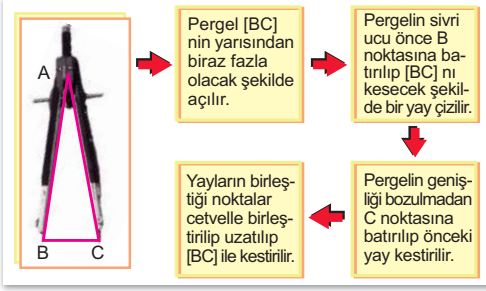 A
B
C
Pergel [BC]
nin yarısından
biraz fazla
olacak şekilde
açılır.
Pergelin sivri
ucu önce B
noktasına ba-
tırılıp [BC] nı
kesecek şekil-
de bir yay çizilir.
Pergelin geniş-
liği bozulmadan
C noktasına
batırılıp önceki
yay kestirilir.
Yayların birleş-
tiği noktalar
cetvelle birleş-
tirilip uzatılıp
[BC] ile kestirilir.